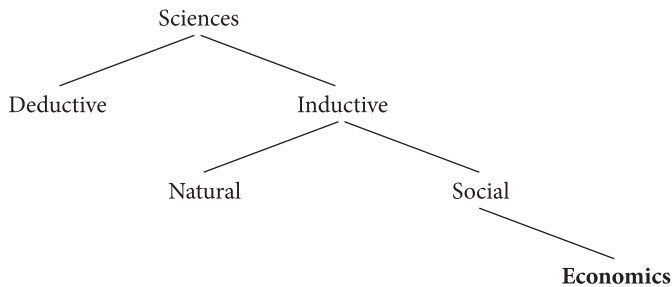 Sciences
Deductive
Inductive
Natural
Social
Economics